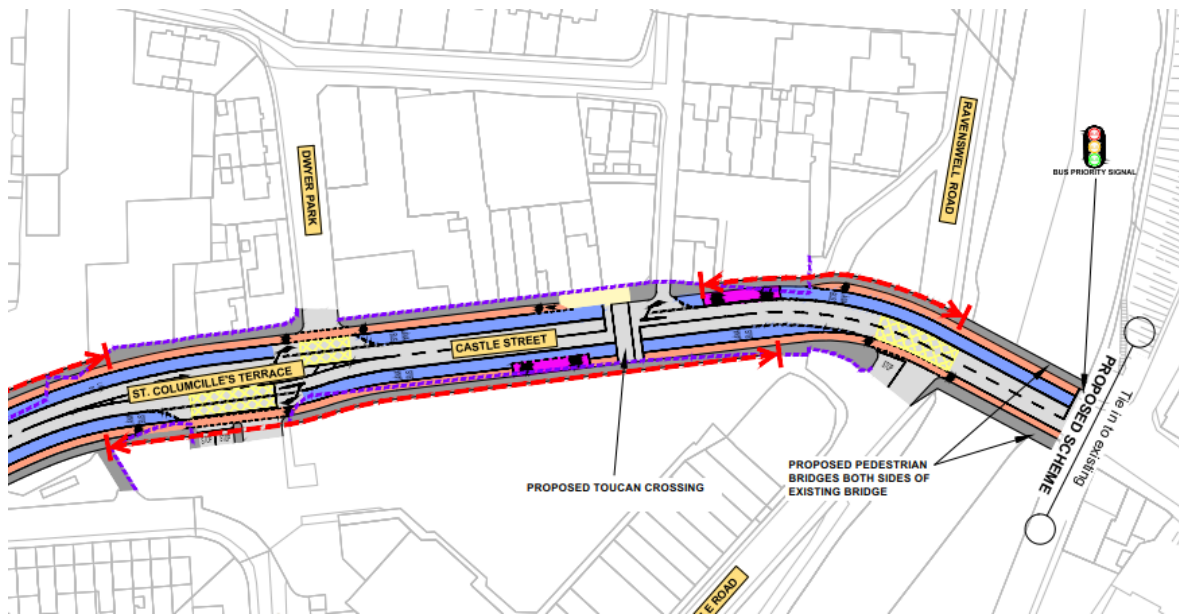 DWYER PARK
RAVENSWELL ROAD
BUS PRIORITY SIGNAL
CASTLE STREET
ST. COLUMCILLE'S TERRACE
PROPOSED TOUCAN CROSSING
PROPOSED PEDESTRIAN
BRIDGES BOTH SIDES OF
EXISTING BRIDGE
PROPOSED SCHEME
Tie in to existing
LE ROAD